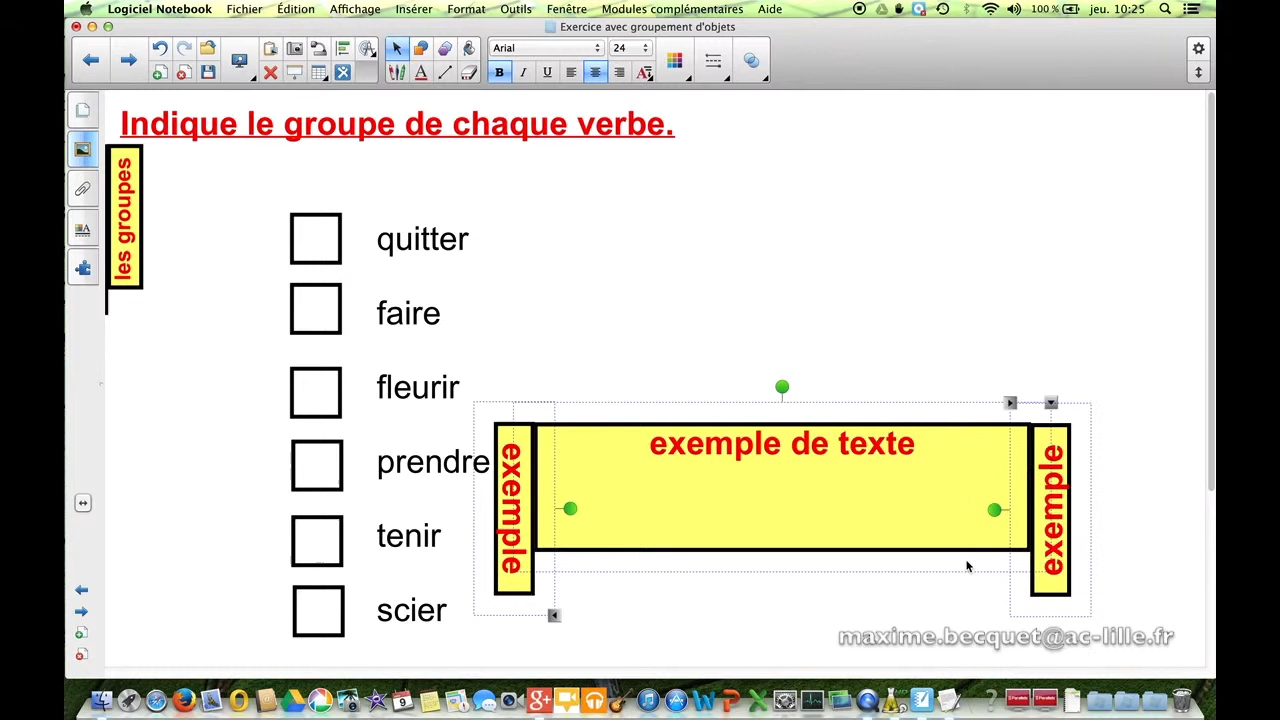 Logiciel Notebook Fichier Édition Affichage Insérer Format Outils Fenêtre Modules complémentaires Aide 100 % jeu. 10:25
Exercice avec groupement d'objets
Arial 24
B I U
Indique le groupe de chaque verbe.
les groupes
quitter
faire
fleurir
exemple de texte
prendre
exemple
exemple
tenir
scier
maxime.becquet@ac-lille.fr